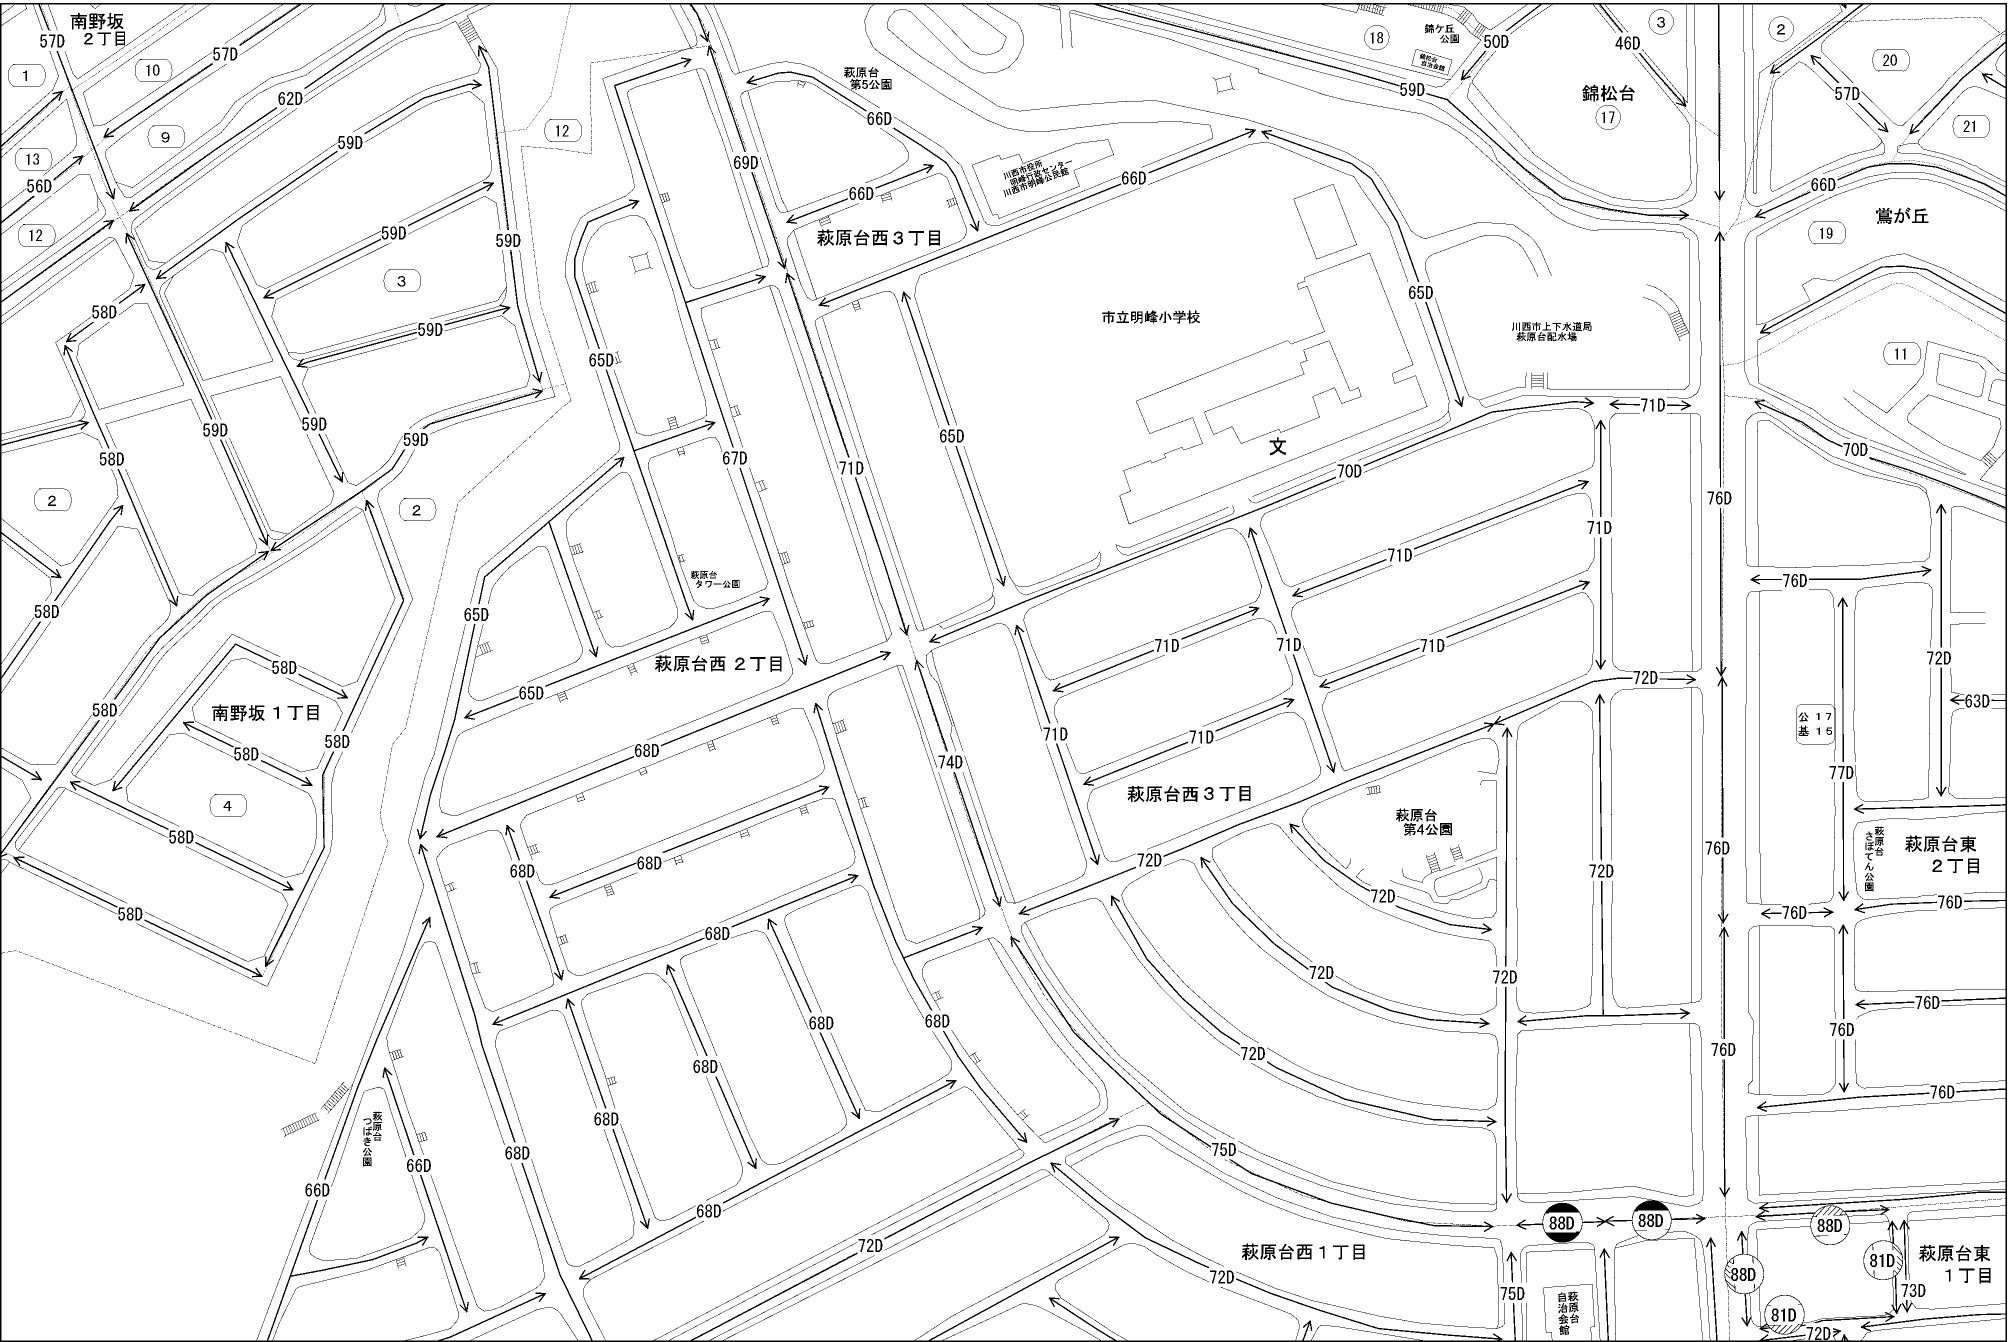 南野坂
2丁目
57D
1
10
57D
62D
9
13
56D
12
59D
12
59D
59D
3
59D
58D
59D
59D
59D
58D
2
2
58D
58D
58D
南野坂1丁目
58D
58D
4
58D
58D
萩原台
第5公園
66D
69D
66D
萩原台西3丁目
川西市役所
明峰行政センター
川西市明峰公民館
66D
18
錦ケ丘
公園
錦松台
自治会館
50D
46D
3
2
59D
錦松台
17
57D
20
21
66D
鴬が丘
19
11
市立明峰小学校
65D
川西市上下水道局
萩原台配水場
71D
70D
文
65D
65D
67D
71D
70D
71D
71D
76D
萩原台
タワー公園
65D
65D
萩原台西2丁目
71D
71D
71D
76D
72D
72D
63D
公17
基15
68D
74D
71D
71D
77D
萩原台西3丁目
萩原台
第4公園
68D
68D
72D
72D
72D
76D
萩原台
さぼてん公園
萩原台東
2丁目
76D
76D
68D
72D
72D
68D
68D
72D
76D
76D
76D
68D
76D
萩原台
つばき公園
66D
66D
68D
68D
75D
68D
72D
萩原台西1丁目
72D
88D
88D
88D
88D
81D
萩原台東
1丁目
73D
75D
萩原台
自治会館
81D
72D